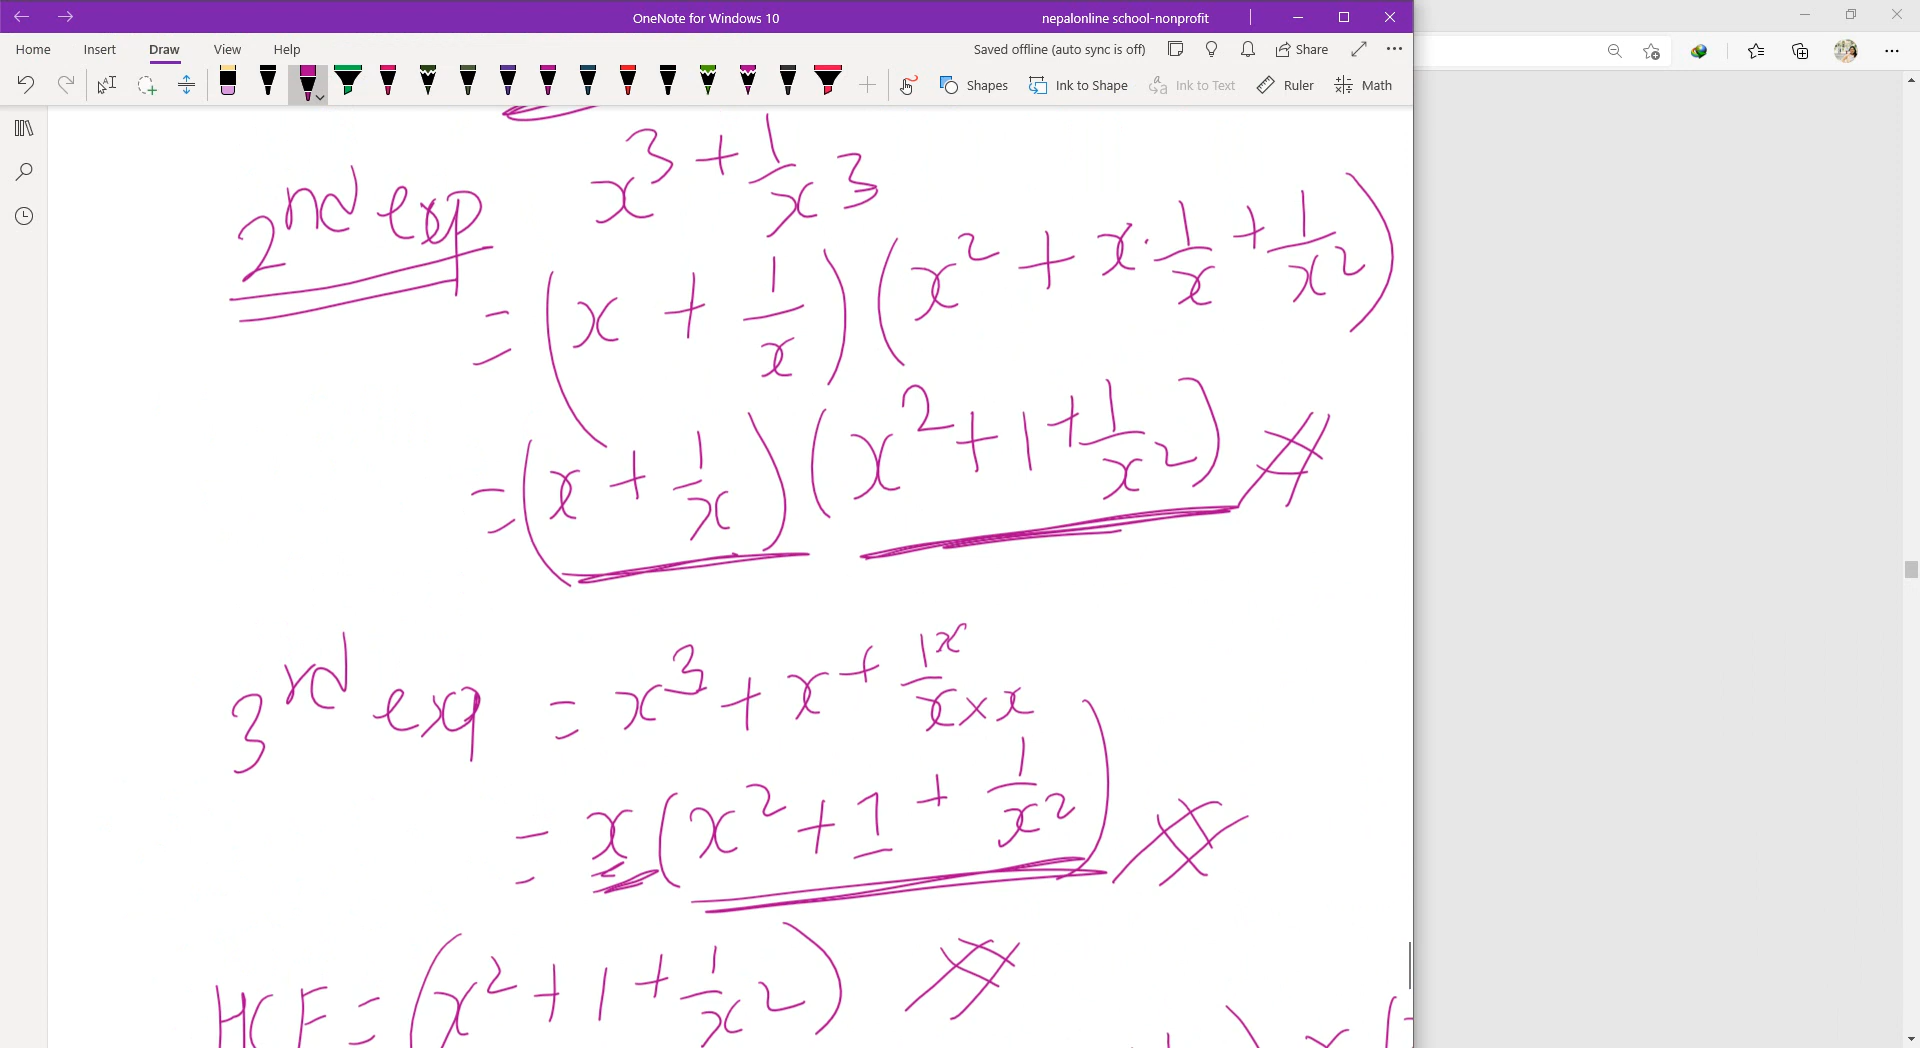 OneNote for Windows 10
nepalonline school-nonprofit
Home Insert Draw View Help
Saved offline (auto sync is off) Share
Shapes Ink to Shape Ink to Text Ruler Math
x³ + 1/x³
2nd exp
= (x + 1/x) (x² + x · 1/x + 1/x²)
= (x + 1/x) (x² + 1 + 1/x²)
3rd exp = x³ + x + 1x/x×x
= x (x² + 1 + 1/x²)
HCF = (x² + 1 + 1/x²)